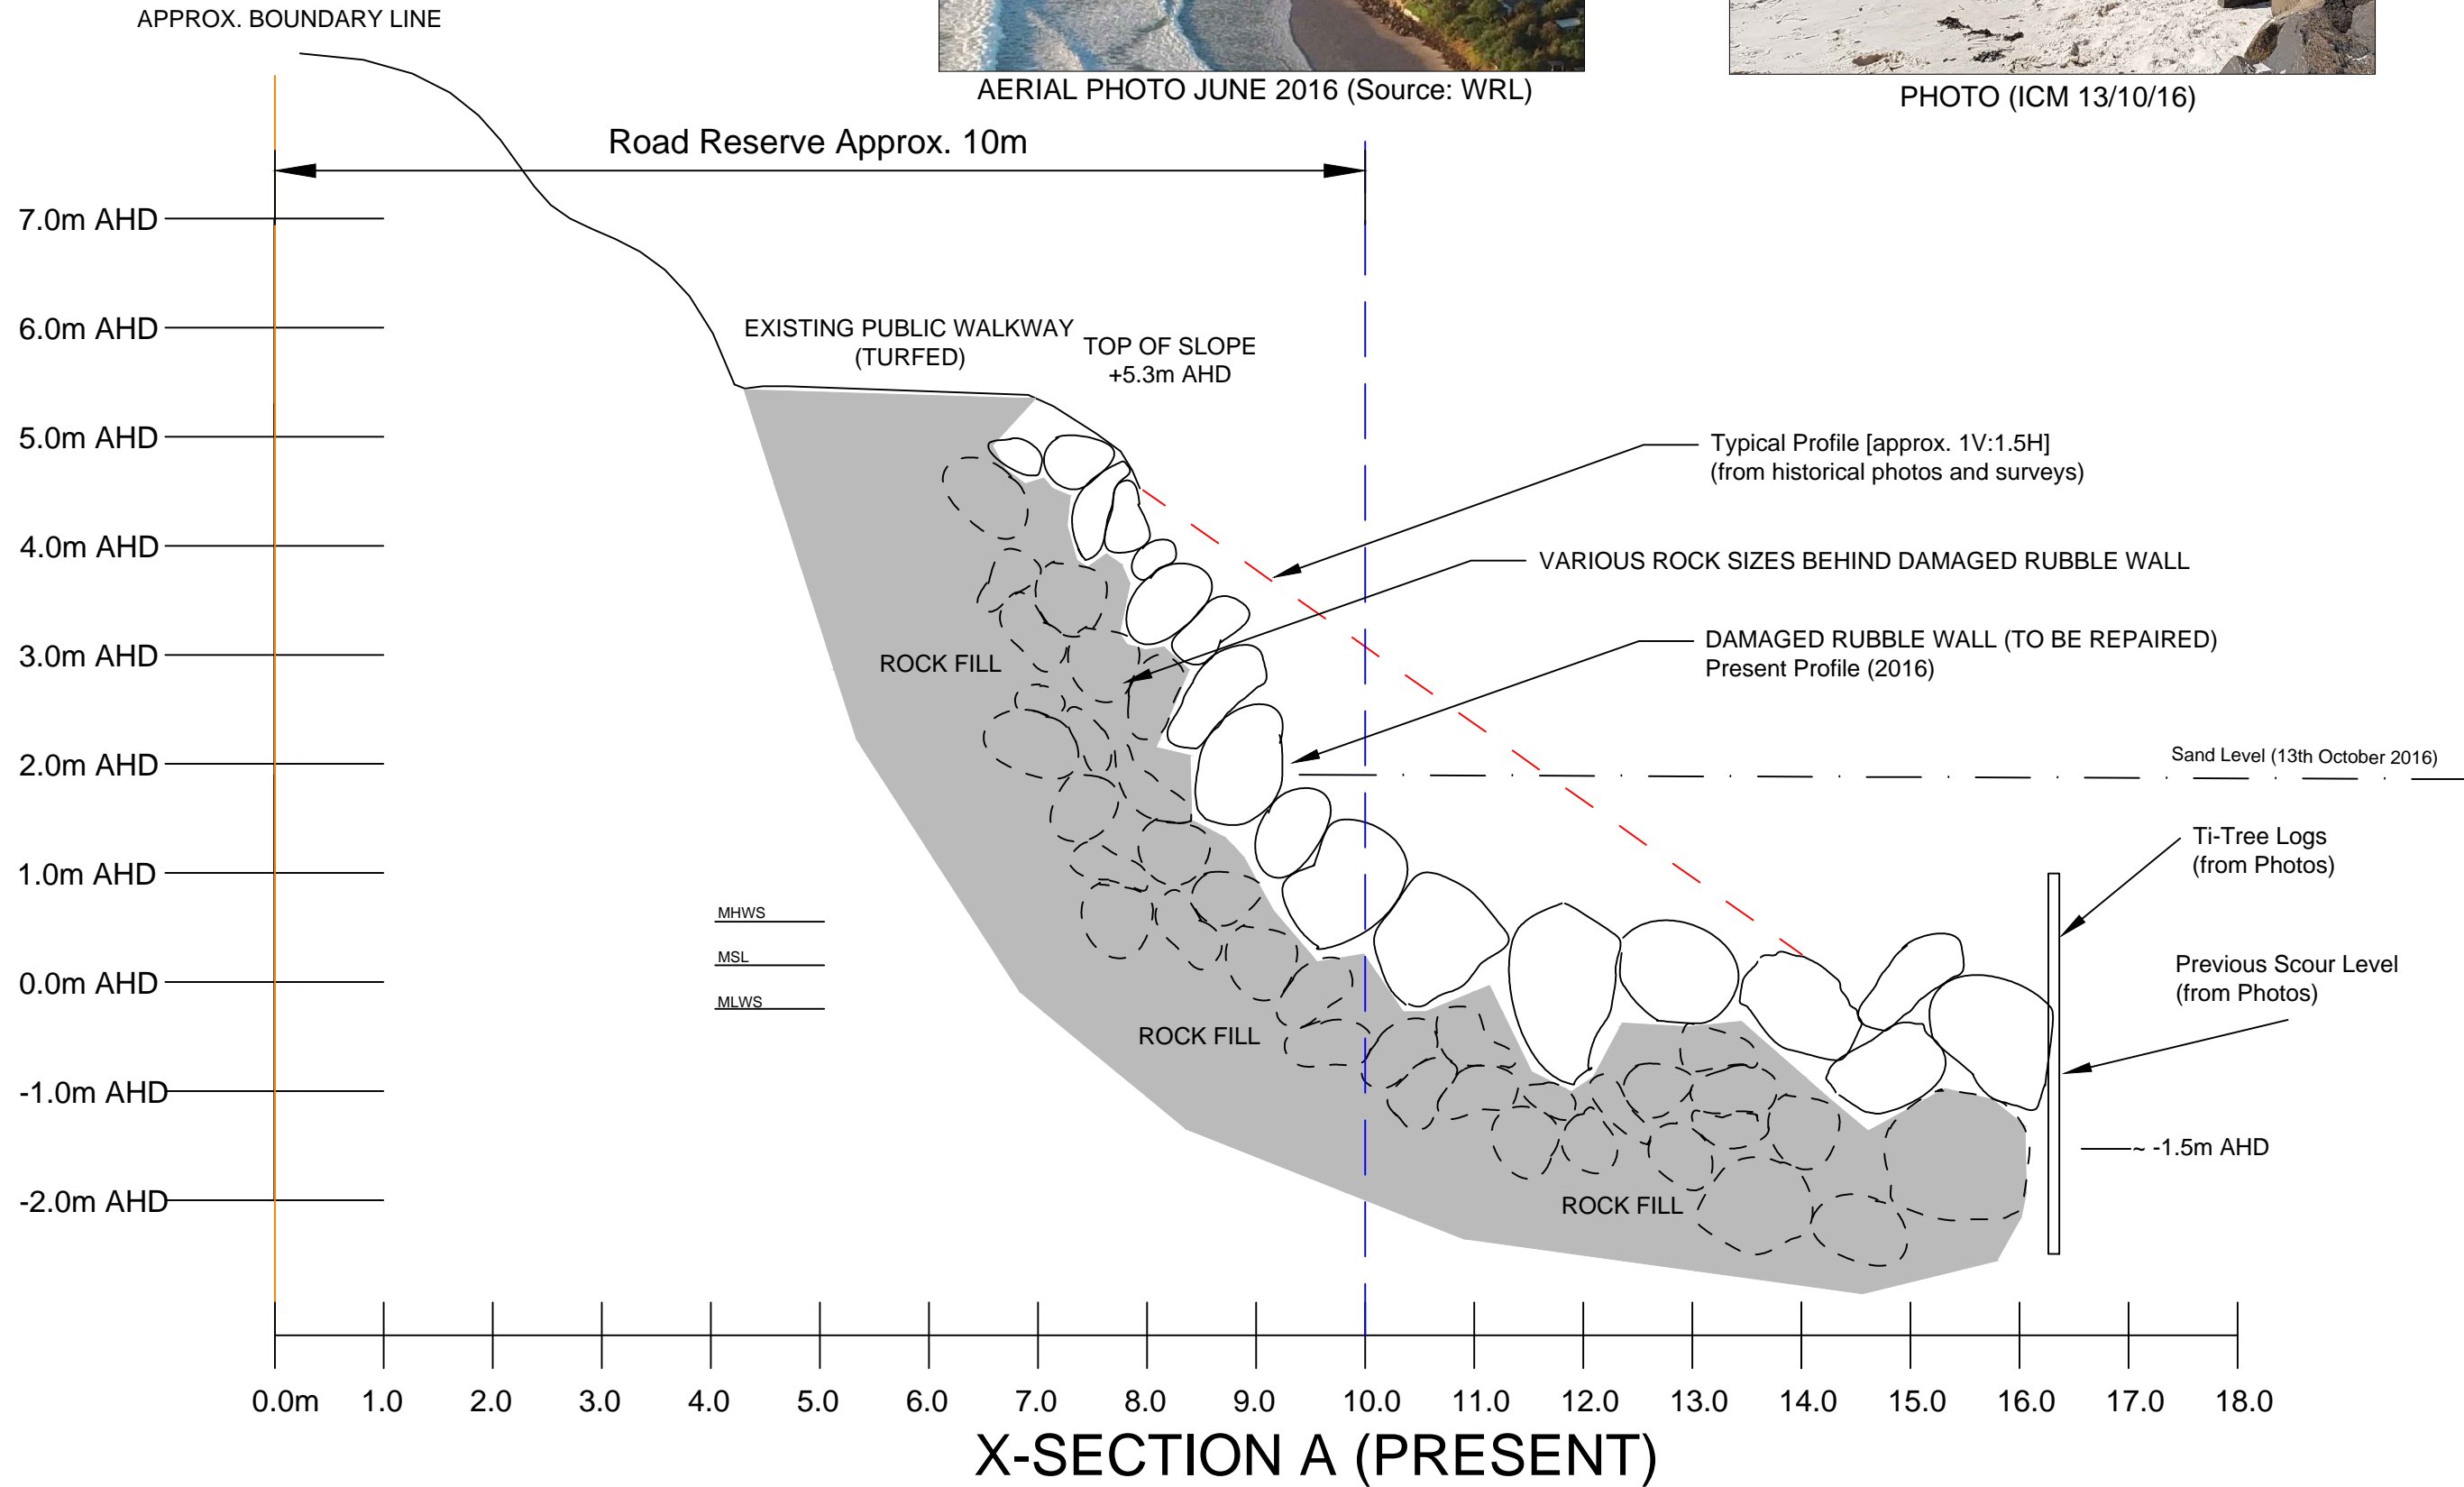 APPROX. BOUNDARY LINE
AERIAL PHOTO JUNE 2016 (Source: WRL)
PHOTO (ICM 13/10/16)
Road Reserve Approx. 10m
7.0m AHD
6.0m AHD
5.0m AHD
4.0m AHD
3.0m AHD
2.0m AHD
1.0m AHD
0.0m AHD
-1.0m AHD
-2.0m AHD
EXISTING PUBLIC WALKWAY
(TURFED)
TOP OF SLOPE
+5.3m AHD
Typical Profile [approx. 1V:1.5H]
(from historical photos and surveys)
VARIOUS ROCK SIZES BEHIND DAMAGED RUBBLE WALL
DAMAGED RUBBLE WALL (TO BE REPAIRED)
Present Profile (2016)
ROCK FILL
Sand Level (13th October 2016)
Ti-Tree Logs
(from Photos)
MHWS
MSL
MLWS
Previous Scour Level
(from Photos)
ROCK FILL
~ -1.5m AHD
ROCK FILL
0.0m 1.0 2.0 3.0 4.0 5.0 6.0 7.0 8.0 9.0 10.0 11.0 12.0 13.0 14.0 15.0 16.0 17.0 18.0
X-SECTION A (PRESENT)